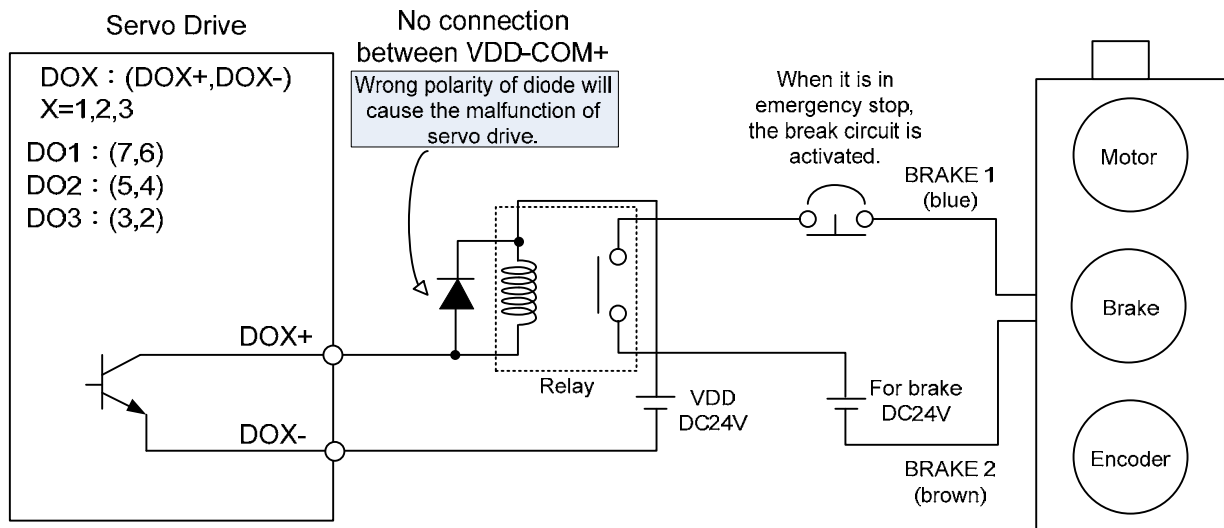 Servo Drive
DOX：(DOX+,DOX-)
X=1,2,3
DO1：(7,6)
DO2：(5,4)
DO3：(3,2)
No connection
between VDD-COM+
Wrong polarity of diode will
cause the malfunction of
servo drive.
When it is in
emergency stop,
the break circuit is
activated.
BRAKE 1
(blue)
Motor
Brake
Encoder
DOX+
DOX-
Relay
VDD
DC24V
For brake
DC24V
BRAKE 2
(brown)